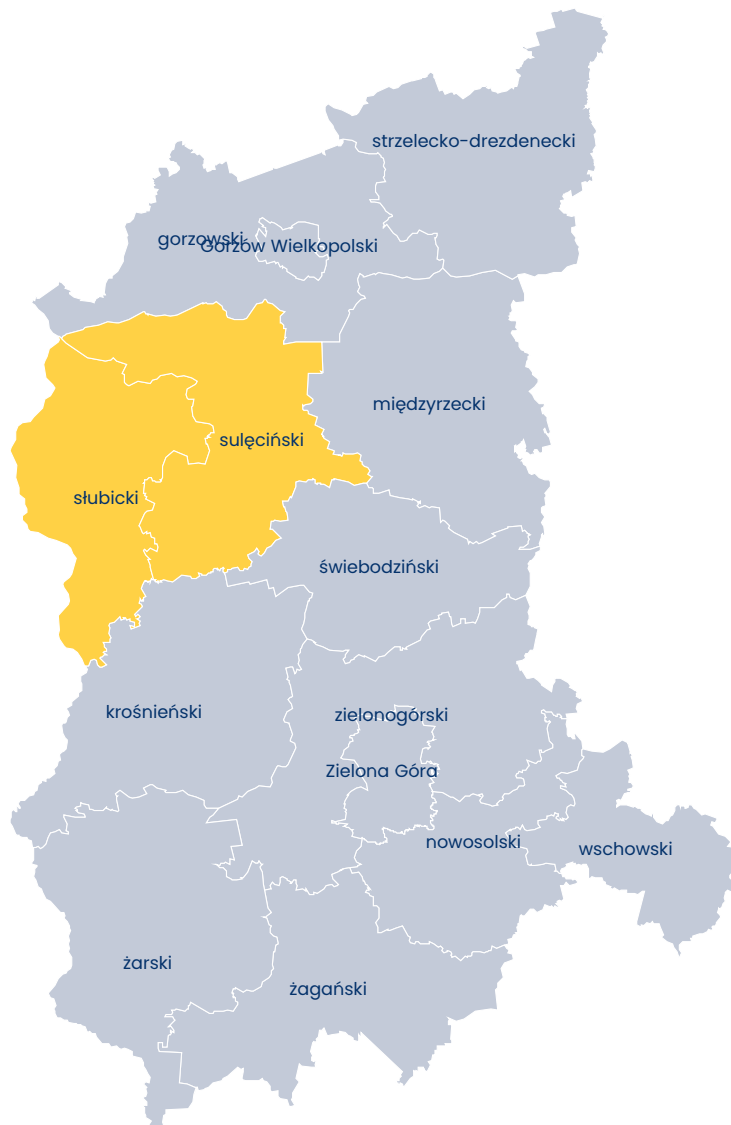 strzelecko-drezdenecki
gorzowski
Gorzów Wielkopolski
międzyrzecki
sulęciński
słubicki
świebodziński
krośnieński
zielonogórski
Zielona Góra
nowosolski
wschowski
żarski
żagański